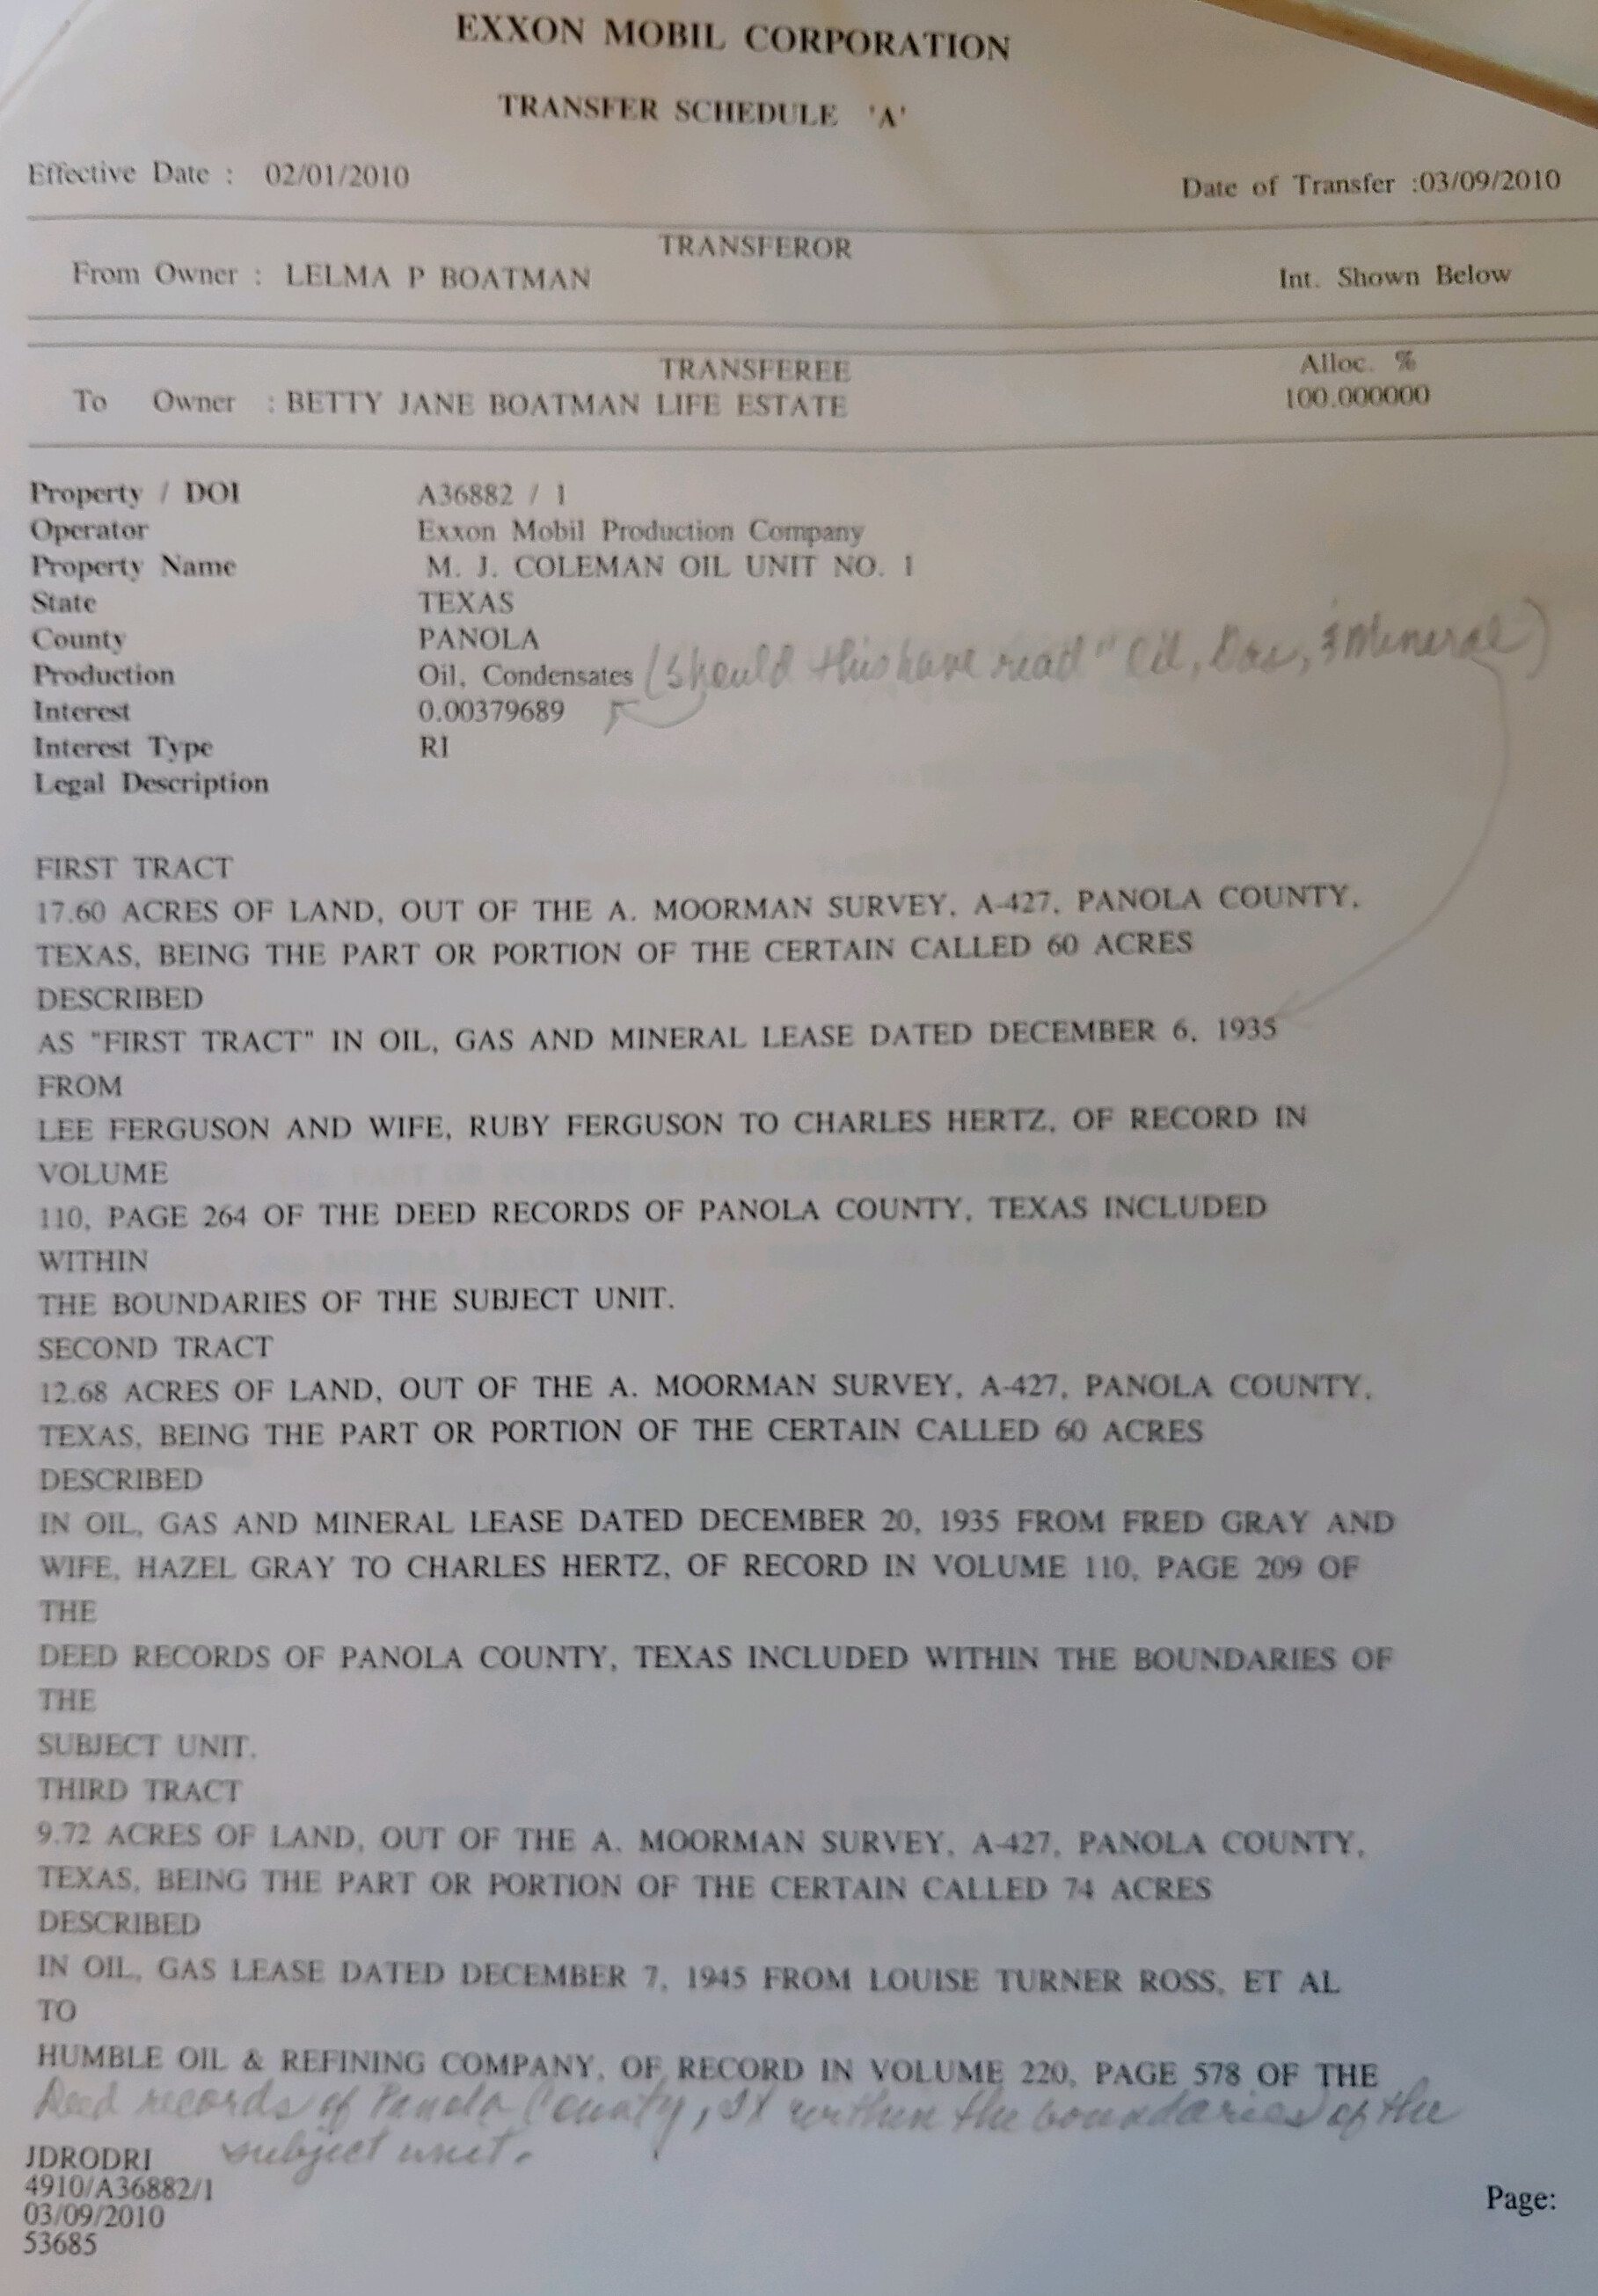 EXXON MOBIL CORPORATION
TRANSFER SCHEDULE 'A'
Effective Date : 02/01/2010
Date of Transfer :03/09/2010
TRANSFEROR
From Owner : LELMA P BOATMAN
Int. Shown Below
TRANSFEREE
Alloc. %
To Owner : BETTY JANE BOATMAN LIFE ESTATE
100.000000
Property / DOI A36882 / 1
Operator Exxon Mobil Production Company
Property Name M. J. COLEMAN OIL UNIT NO. 1
State TEXAS
County PANOLA
Production Oil, Condensates (Should this have read "Oil, Gas, & Mineral)
Interest 0.00379689
Interest Type RI
Legal Description
FIRST TRACT
17.60 ACRES OF LAND, OUT OF THE A. MOORMAN SURVEY, A-427, PANOLA COUNTY,
TEXAS, BEING THE PART OR PORTION OF THE CERTAIN CALLED 60 ACRES
DESCRIBED
AS "FIRST TRACT" IN OIL, GAS AND MINERAL LEASE DATED DECEMBER 6, 1935
FROM
LEE FERGUSON AND WIFE, RUBY FERGUSON TO CHARLES HERTZ, OF RECORD IN
VOLUME
110, PAGE 264 OF THE DEED RECORDS OF PANOLA COUNTY, TEXAS INCLUDED
WITHIN
THE BOUNDARIES OF THE SUBJECT UNIT.
SECOND TRACT
12.68 ACRES OF LAND, OUT OF THE A. MOORMAN SURVEY, A-427, PANOLA COUNTY,
TEXAS, BEING THE PART OR PORTION OF THE CERTAIN CALLED 60 ACRES
DESCRIBED
IN OIL, GAS AND MINERAL LEASE DATED DECEMBER 20, 1935 FROM FRED GRAY AND
WIFE, HAZEL GRAY TO CHARLES HERTZ, OF RECORD IN VOLUME 110, PAGE 209 OF
THE
DEED RECORDS OF PANOLA COUNTY, TEXAS INCLUDED WITHIN THE BOUNDARIES OF
THE
SUBJECT UNIT.
THIRD TRACT
9.72 ACRES OF LAND, OUT OF THE A. MOORMAN SURVEY, A-427, PANOLA COUNTY,
TEXAS, BEING THE PART OR PORTION OF THE CERTAIN CALLED 74 ACRES
DESCRIBED
IN OIL, GAS LEASE DATED DECEMBER 7, 1945 FROM LOUISE TURNER ROSS, ET AL
TO
HUMBLE OIL & REFINING COMPANY, OF RECORD IN VOLUME 220, PAGE 578 OF THE
Deed records of Panola County, TX within the boundaries of the
subject unit.
JDRODRI
4910/A36882/1
03/09/2010
53685
Page: